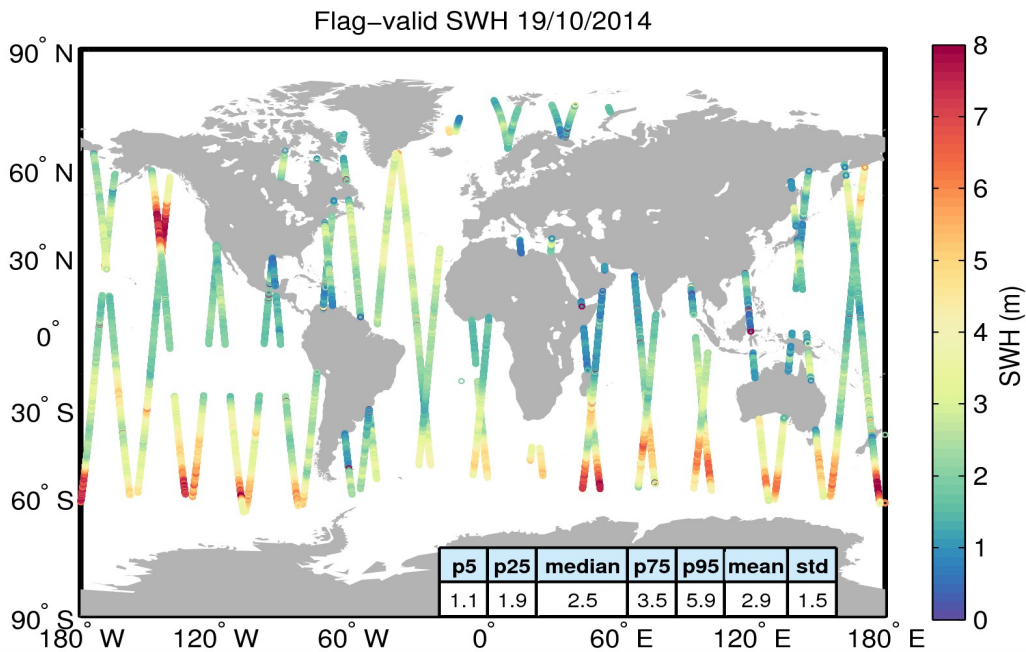 Flag−valid SWH 19/10/2014
90° N
60° N
30° N
0°
30° S
60° S
90° S
180° W
120° W
60° W
0°
60° E
120° E
180° E
p5 p25 median p75 p95 mean std
1.1 1.9 2.5 3.5 5.9 2.9 1.5
8
7
6
5
4
3
2
1
0
SWH (m)